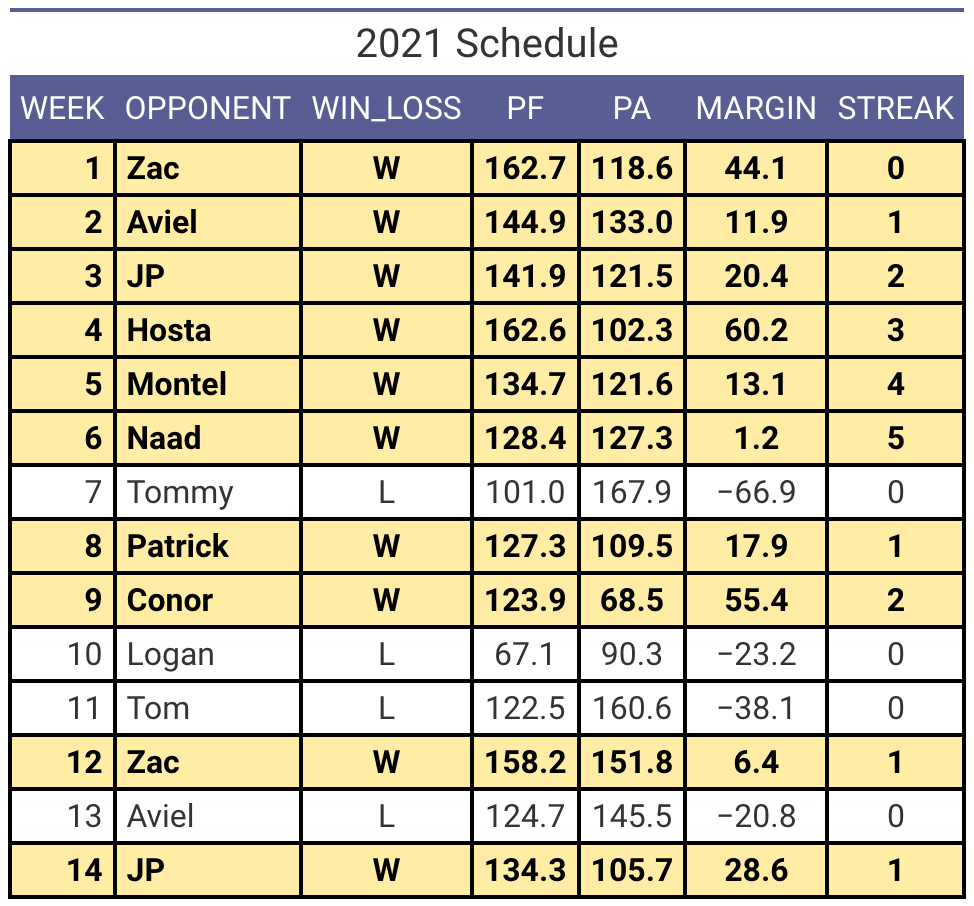 2021 Schedule
WEEK OPPONENT WIN_LOSS PF PA MARGIN STREAK
1 Zac W 162.7 118.6 44.1 0
2 Aviel W 144.9 133.0 11.9 1
3 JP W 141.9 121.5 20.4 2
4 Hosta W 162.6 102.3 60.2 3
5 Montel W 134.7 121.6 13.1 4
6 Naad W 128.4 127.3 1.2 5
7 Tommy L 101.0 167.9 −66.9 0
8 Patrick W 127.3 109.5 17.9 1
9 Conor W 123.9 68.5 55.4 2
10 Logan L 67.1 90.3 −23.2 0
11 Tom L 122.5 160.6 −38.1 0
12 Zac W 158.2 151.8 6.4 1
13 Aviel L 124.7 145.5 −20.8 0
14 JP W 134.3 105.7 28.6 1